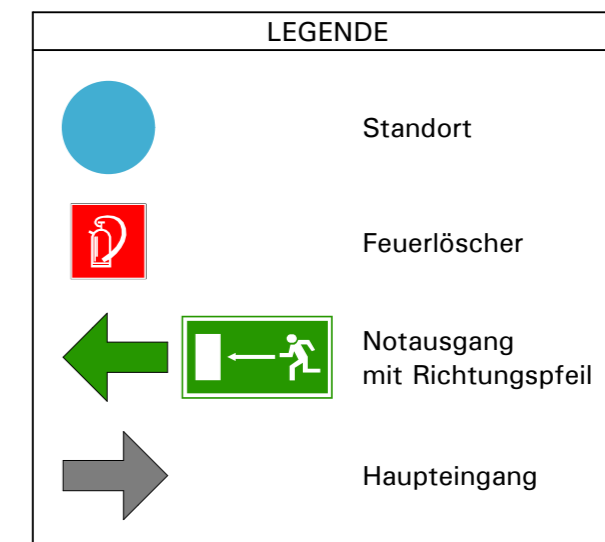 LEGENDE
Standort
Feuerlöscher
Notausgang
mit Richtungspfeil
Haupteingang